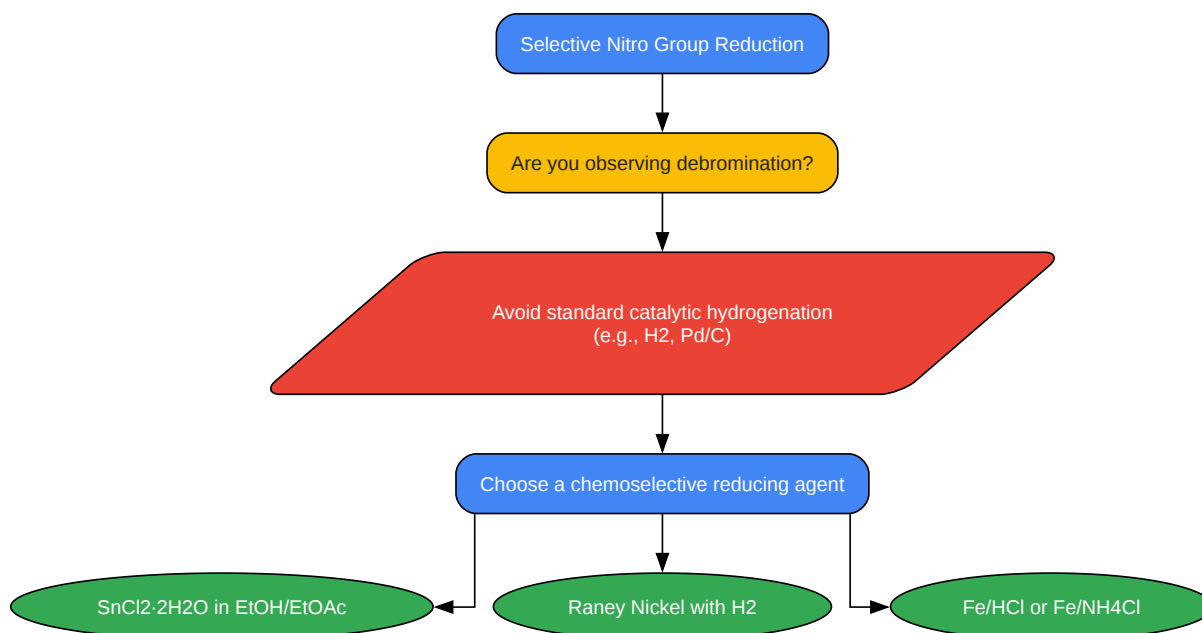 Selective Nitro Group Reduction
Are you observing debromination?
Avoid standard catalytic hydrogenation
(e.g., H2, Pd/C)
Choose a chemoselective reducing agent
SnCl2·2H2O in EtOH/EtOAc
Raney Nickel with H2
Fe/HCl or Fe/NH4Cl